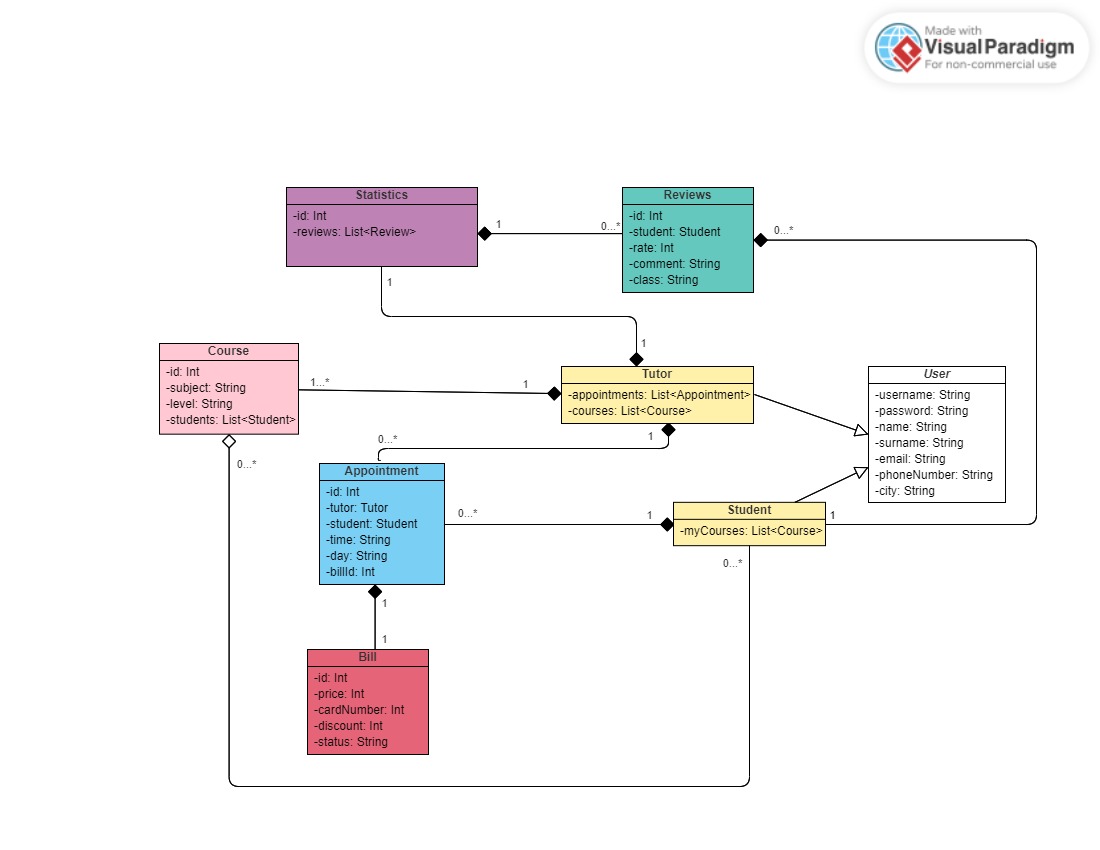 Made with
Visual Paradigm
For non-commercial use
Statistics
-id: Int
-reviews: List<Review>
1
0...*
Reviews
-id: Int
-student: Student
-rate: Int
-comment: String
-class: String
0...*
1
1
Course
-id: Int
-subject: String
-level: String
-students: List<Student>
1...*
1
0...*
Tutor
-appointments: List<Appointment>
-courses: List<Course>
1
0...*
User
-username: String
-password: String
-name: String
-surname: String
-email: String
-phoneNumber: String
-city: String
Appointment
-id: Int
-tutor: Tutor
-student: Student
-time: String
-day: String
-billId: Int
0...*
1
Student
-myCourses: List<Course>
1
0...*
1
1
Bill
-id: Int
-price: Int
-cardNumber: Int
-discount: Int
-status: String